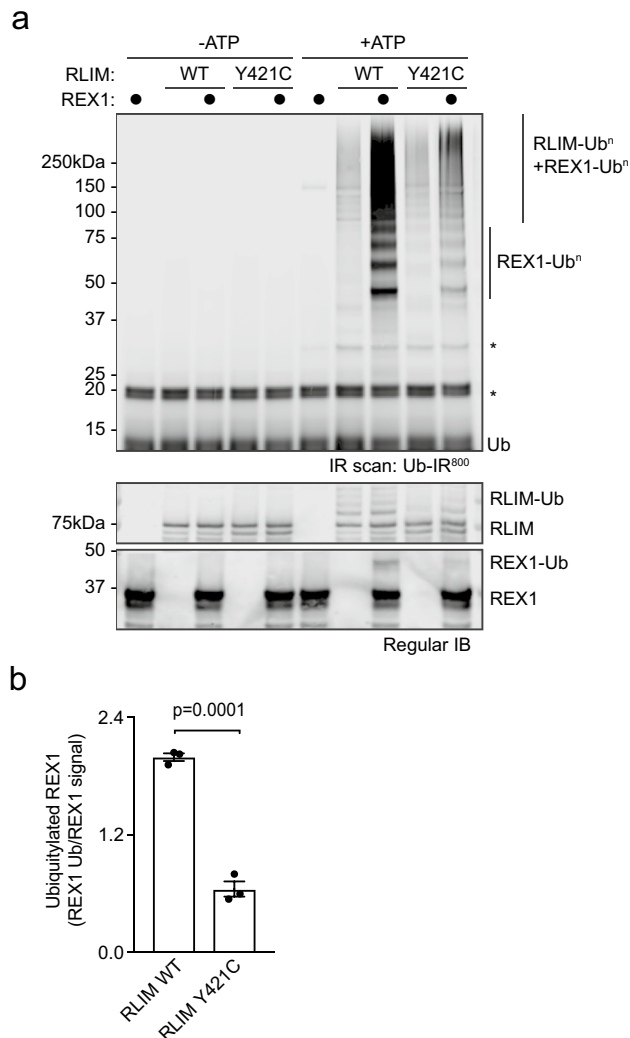 a
-ATP +ATP
RLIM: WT Y421C WT Y421C
REX1: ● ● ● ● ● ●
250kDa
150
100
75
50
37
25
20
15
RLIM-Ubⁿ
+REX1-Ubⁿ
REX1-Ubⁿ
*
*
Ub
IR scan: Ub-IR⁸⁰⁰
75kDa
RLIM-Ub
RLIM
50
37
REX1-Ub
REX1
Regular IB
b
p=0.0001
Ubiquitylated REX1
(REX1 Ub/REX1 signal)
2.4
1.2
0.0
RLIM WT
RLIM Y421C